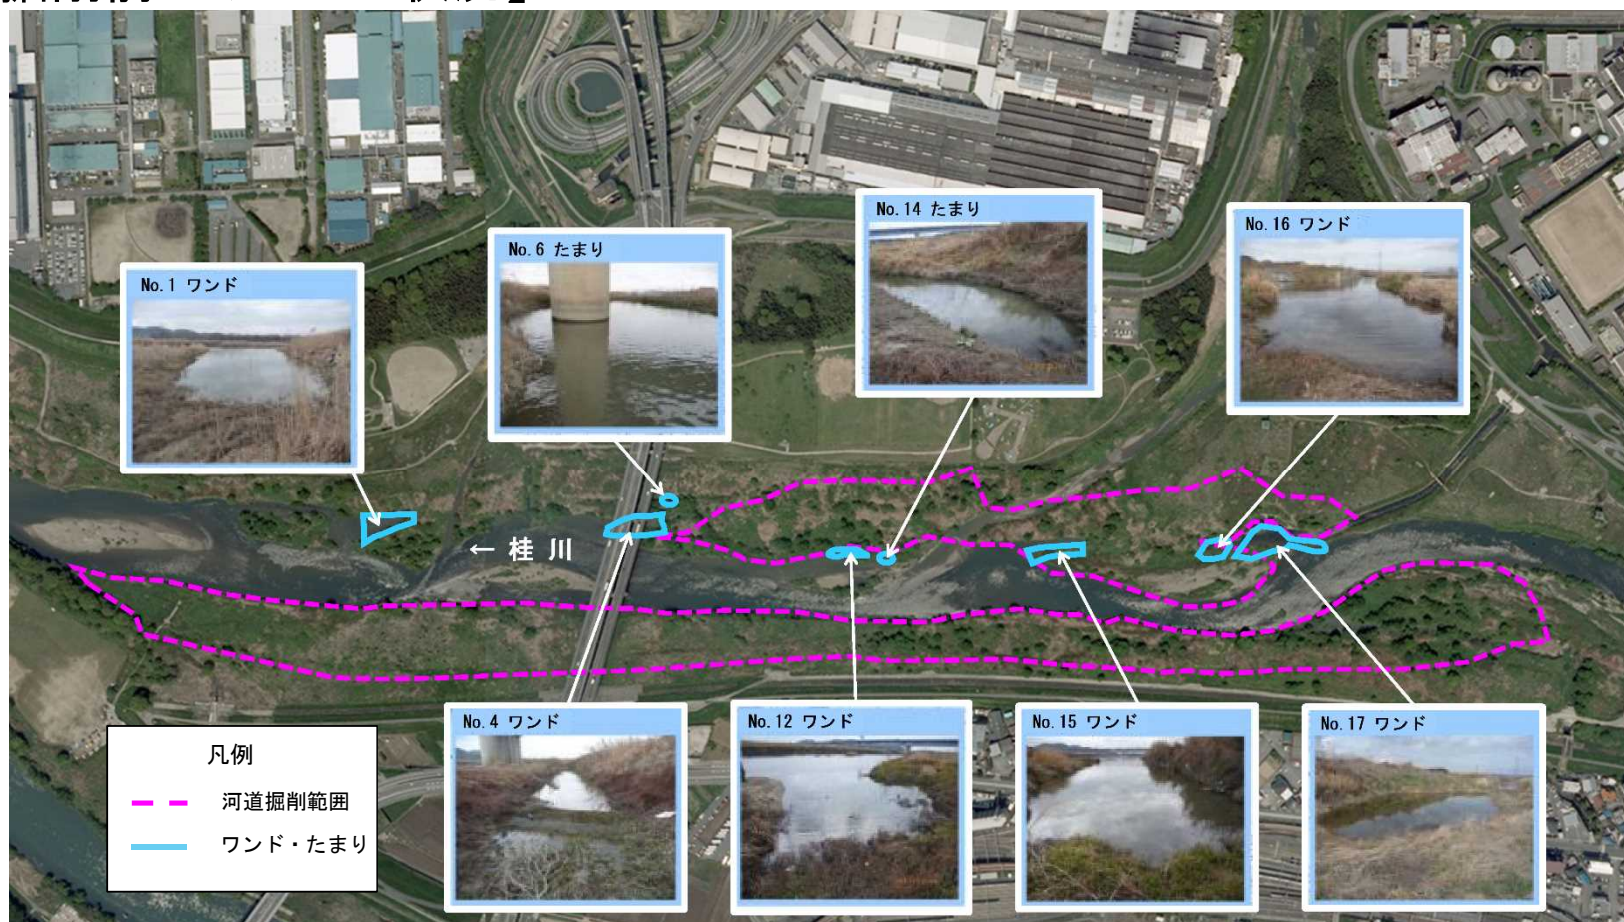 No.14 たまり
No.16 ワンド
No.6 たまり
No.1 ワンド
← 桂 川
No.4 ワンド
No.12 ワンド
No.15 ワンド
No.17 ワンド
凡例
河道掘削範囲
ワンド・たまり